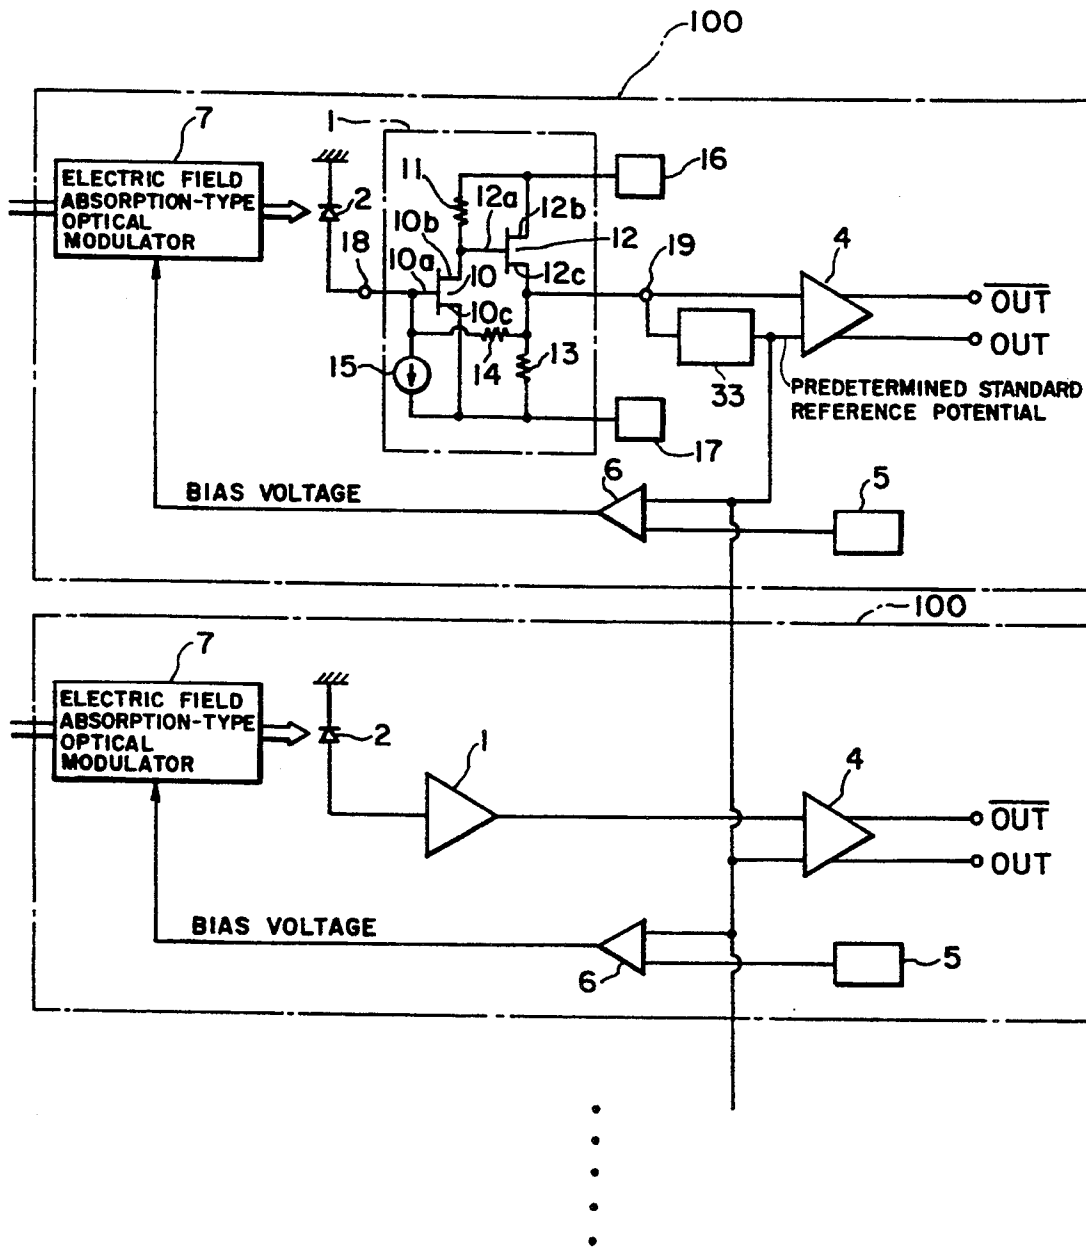 100
7
ELECTRIC FIELD
ABSORPTION-TYPE
OPTICAL
MODULATOR
2
18
1
11
12a
12b
10b
12
10a
10
12c
10c
14
13
15
16
17
19
4
OUT
OUT
33
PREDETERMINED STANDARD
REFERENCE POTENTIAL
6
5
BIAS VOLTAGE
100
7
ELECTRIC FIELD
ABSORPTION-TYPE
OPTICAL
MODULATOR
2
1
4
OUT
OUT
BIAS VOLTAGE
6
5